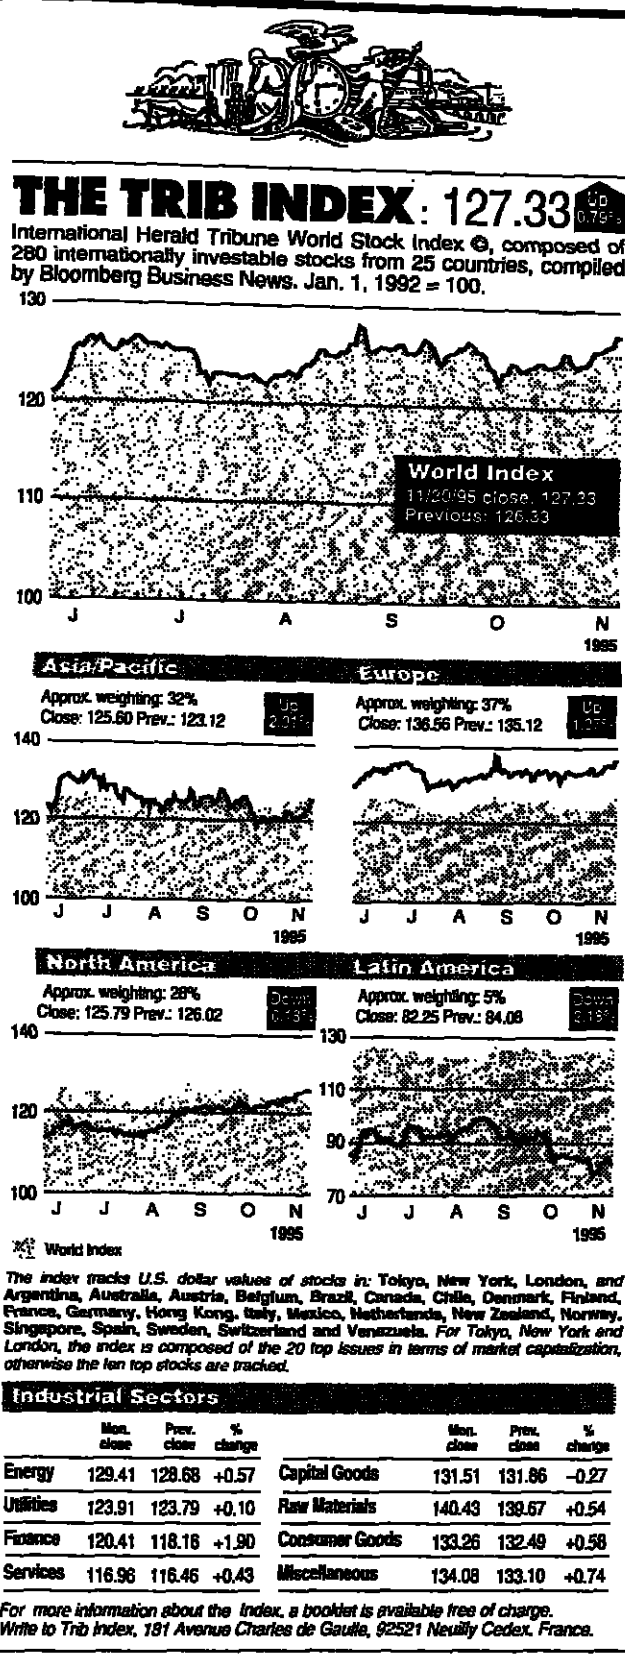 THE TRIB INDEX: 127.33
Up
0.79%
International Herald Tribune World Stock Index ©, composed of
280 internationally investable stocks from 25 countries, compiled
by Bloomberg Business News. Jan. 1, 1992 = 100.
130
120
World Index
11/20/95 close: 127.33
Previous: 126.33
110
100
J J A S O N
1995
Asia/Pacific
Approx. weighting: 32%
Close: 125.60 Prev.: 123.12
Up
140
120
100
J J A S O N
1995
Europe
Approx. weighting: 37%
Close: 136.56 Prev.: 135.12
Up
J J A S O N
1995
North America
Approx. weighting: 26%
Close: 125.79 Prev.: 126.02
Down
140
120
100
J J A S O N
1995
Latin America
Approx. weighting: 5%
Close: 82.25 Prev.: 84.06
Down
130
110
90
70
J J A S O N
1995
World Index
The index tracks U.S. dollar values of stocks in: Tokyo, New York, London, and
Argentina, Australia, Austria, Belgium, Brazil, Canada, Chile, Denmark, Finland,
France, Germany, Hong Kong, Italy, Mexico, Netherlands, New Zealand, Norway,
Singapore, Spain, Sweden, Switzerland and Venezuela. For Tokyo, New York and
London, the index is composed of the 20 top issues in terms of market capitalization,
otherwise the ten top stocks are tracked.
Industrial Sectors
Mon. close Prev. close % change
Energy 129.41 128.68 +0.57
Utilities 123.91 123.79 +0.10
Finance 120.41 118.16 +1.90
Services 116.96 116.46 +0.43
Mon. close Prev. close % change
Capital Goods 131.51 131.86 –0.27
Raw Materials 140.43 139.67 +0.54
Consumer Goods 133.26 132.49 +0.58
Miscellaneous 134.08 133.10 +0.74
For more information about the Index, a booklet is available free of charge.
Write to Trib Index, 181 Avenue Charles de Gaulle, 92521 Neuilly Cedex, France.